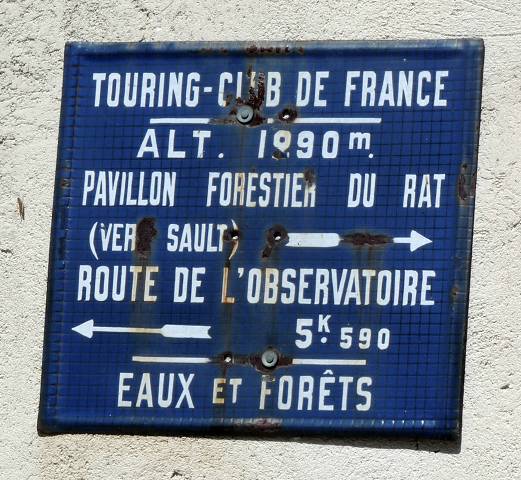 TOURING-CLUB DE FRANCE
ALT. 1890m.
PAVILLON FORESTIER DU RAT
(VERS SAULT)
ROUTE DE L'OBSERVATOIRE
5K.590
EAUX ET FORÊTS